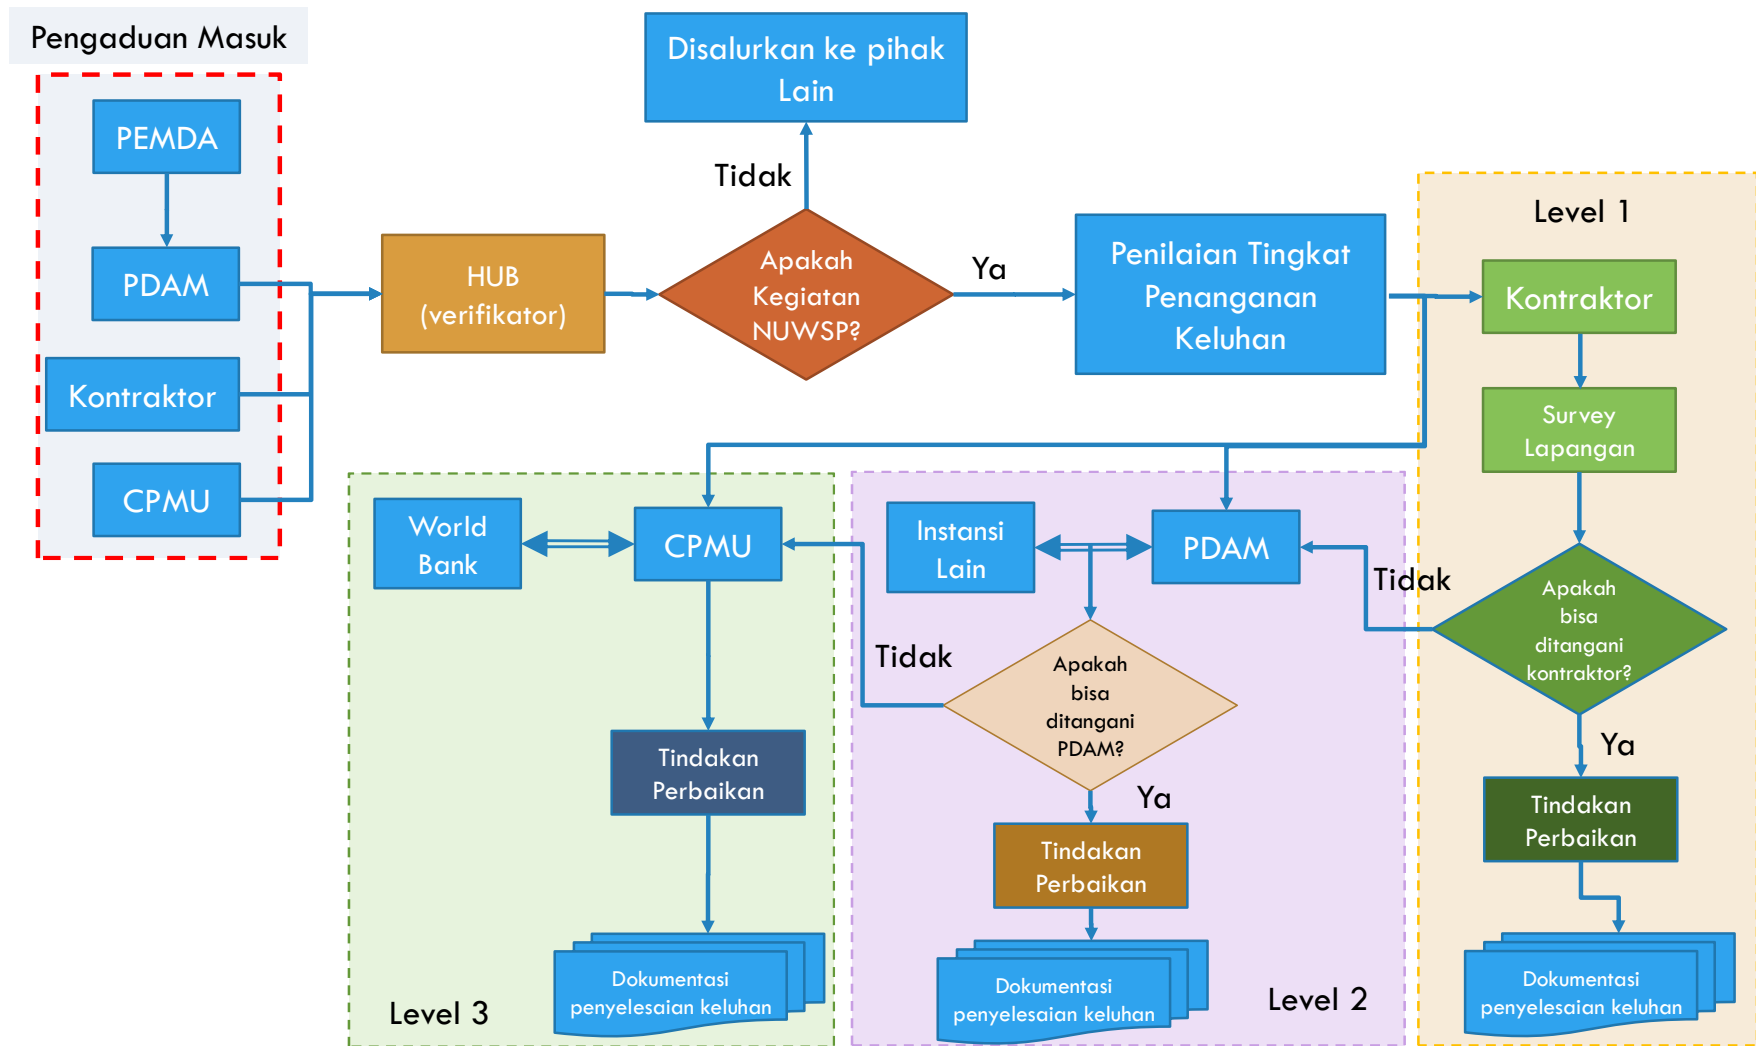 Pengaduan Masuk
PEMDA
PDAM
Kontraktor
CPMU
HUB
(verifikator)
Disalurkan ke pihak
Lain
Tidak
Apakah
Kegiatan
NUWSP?
Ya
Penilaian Tingkat
Penanganan
Keluhan
Level 1
Kontraktor
Survey
Lapangan
Apakah
bisa
ditangani
kontraktor?
Tidak
Ya
Tindakan
Perbaikan
Dokumentasi
penyelesaian keluhan
Instansi
Lain
PDAM
Apakah
bisa
ditangani
PDAM?
Tidak
Ya
Tindakan
Perbaikan
Dokumentasi
penyelesaian keluhan
Level 2
World
Bank
CPMU
Tindakan
Perbaikan
Dokumentasi
penyelesaian keluhan
Level 3